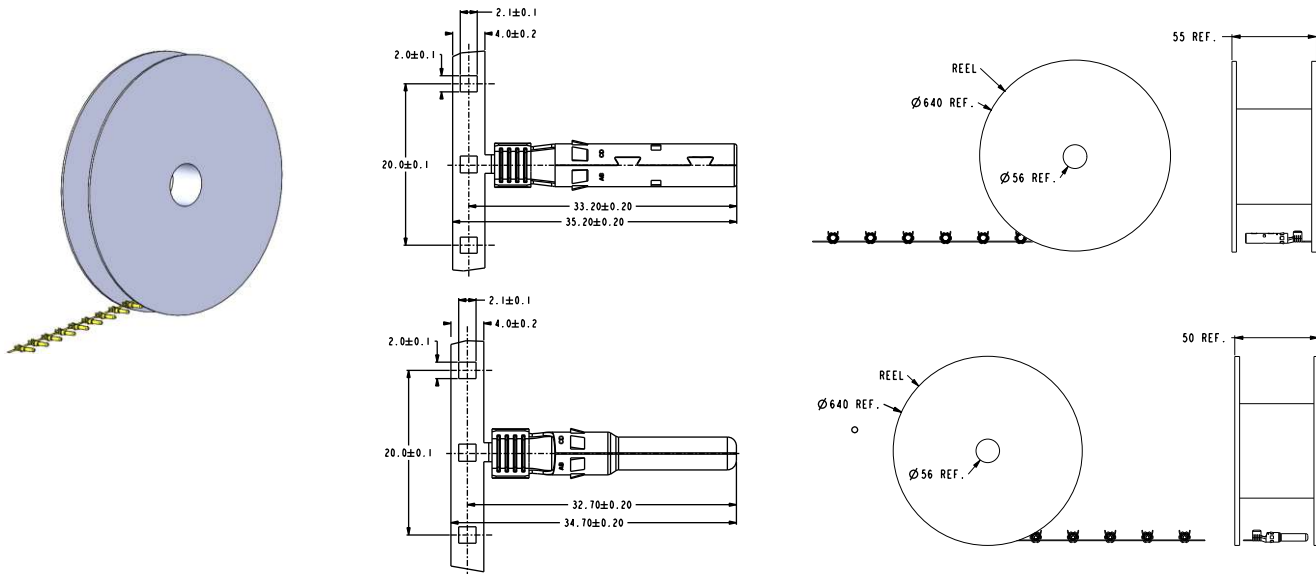 2.1±0.1
4.0±0.2
2.0±0.1
20.0±0.1
33.20±0.20
35.20±0.20
REEL
Ø640 REF.
Ø56 REF.
55 REF.
2.1±0.1
4.0±0.2
2.0±0.1
20.0±0.1
32.70±0.20
34.70±0.20
REEL
Ø640 REF.
Ø56 REF.
50 REF.